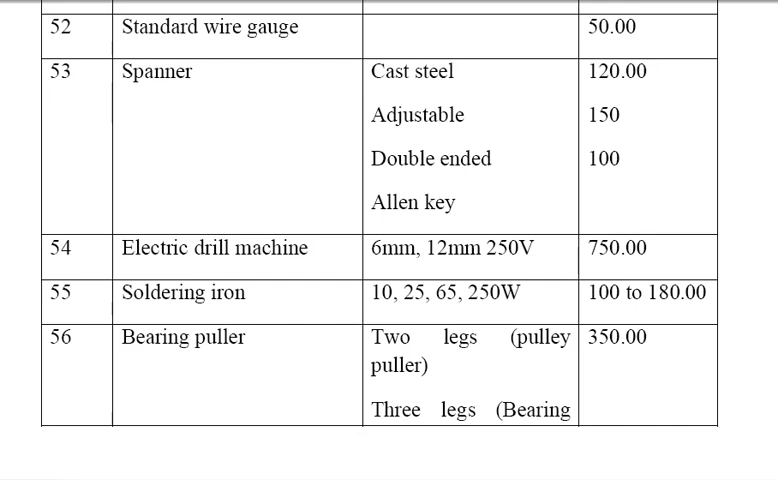 52 Standard wire gauge 50.00
53 Spanner Cast steel 120.00
Adjustable 150
Double ended 100
Allen key
54 Electric drill machine 6mm, 12mm 250V 750.00
55 Soldering iron 10, 25, 65, 250W 100 to 180.00
56 Bearing puller Two legs (pulley 350.00
puller)
Three legs (Bearing